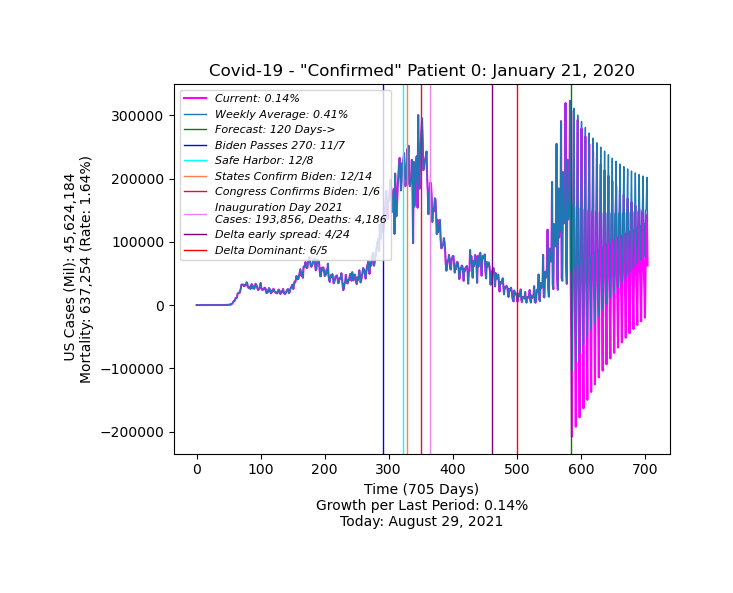 Covid-19 - "Confirmed" Patient 0: January 21, 2020
Current: 0.14%
Weekly Average: 0.41%
Forecast: 120 Days->
Biden Passes 270: 11/7
Safe Harbor: 12/8
States Confirm Biden: 12/14
Congress Confirms Biden: 1/6
Inauguration Day 2021
Cases: 193,856, Deaths: 4,186
Delta early spread: 4/24
Delta Dominant: 6/5
US Cases (Mil): 45,624,184
Mortality: 637,254 (Rate: 1.64%)
300000
200000
100000
0
−100000
−200000
0 100 200 300 400 500 600 700
Time (705 Days)
Growth per Last Period: 0.14%
Today: August 29, 2021